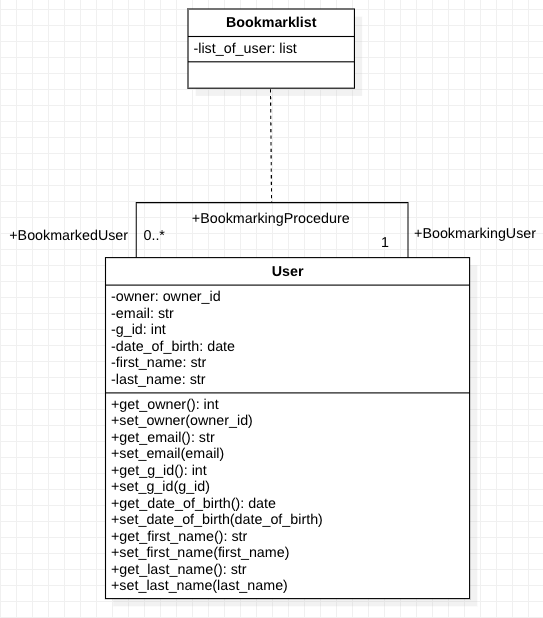 Bookmarklist
-list_of_user: list
+BookmarkingProcedure
+BookmarkedUser
0..*
1
+BookmarkingUser
User
-owner: owner_id
-email: str
-g_id: int
-date_of_birth: date
-first_name: str
-last_name: str
+get_owner(): int
+set_owner(owner_id)
+get_email(): str
+set_email(email)
+get_g_id(): int
+set_g_id(g_id)
+get_date_of_birth(): date
+set_date_of_birth(date_of_birth)
+get_first_name(): str
+set_first_name(first_name)
+get_last_name(): str
+set_last_name(last_name)